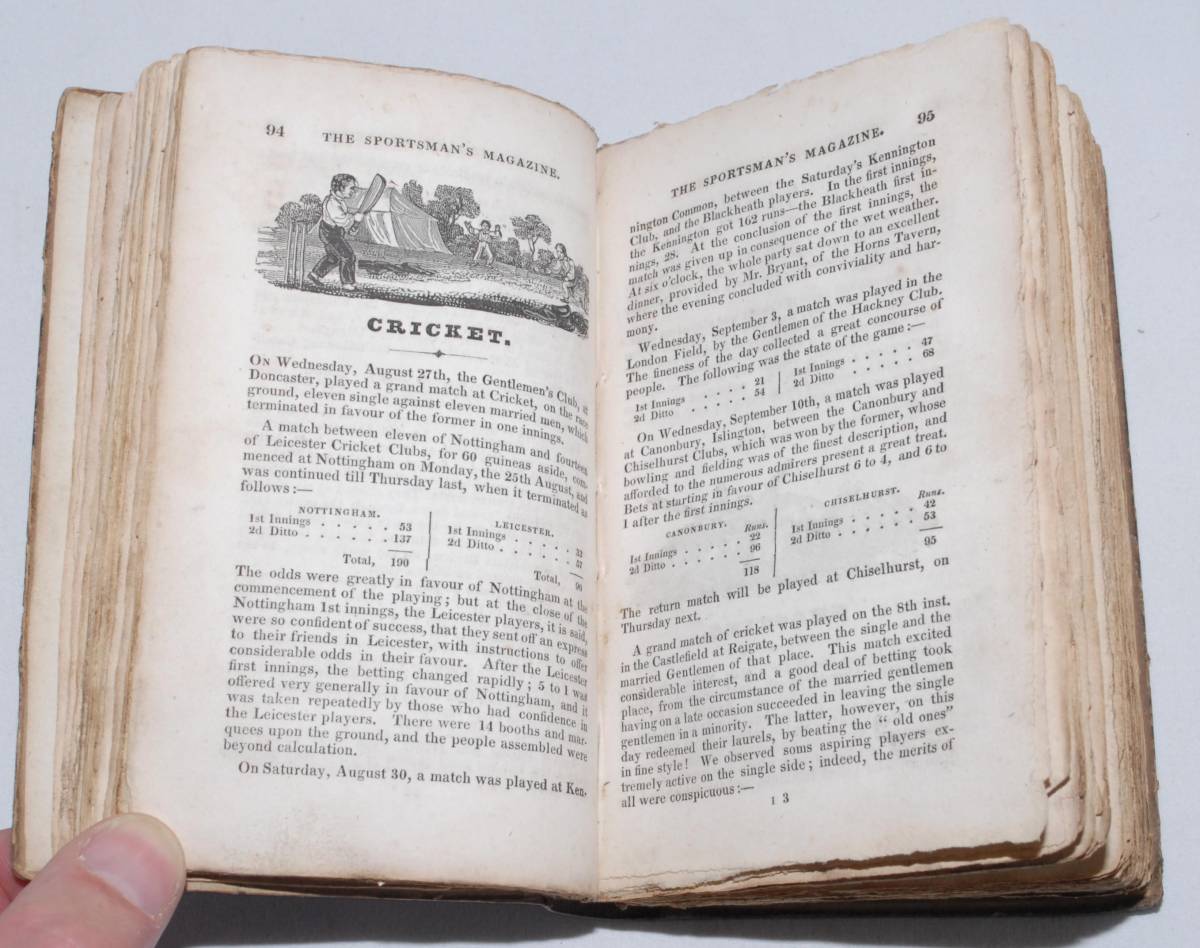 94
THE SPORTSMAN'S MAGAZINE.
CRICKET.
ON Wednesday, August 27th, the Gentlemen's Club, at
Doncaster, played a grand match at Cricket, on the race
ground, eleven single against eleven married men, which
terminated in favour of the former in one innings.
A match between eleven of Nottingham and fourteen
of Leicester Cricket Clubs, for 60 guineas aside, com-
menced at Nottingham on Monday, the 25th August, and
was continued till Thursday last, when it terminated as
follows:—
NOTTINGHAM.
1st Innings . . . . . 53
2d Ditto . . . . . . 137
Total, 190
LEICESTER.
1st Innings . . . . . 33
2d Ditto . . . . . . 57
Total, 90
The odds were greatly in favour of Nottingham at the
commencement of the playing; but at the close of the
Nottingham 1st innings, the Leicester players, it is said,
were so confident of success, that they sent off an express
to their friends in Leicester, with instructions to offer
considerable odds in their favour. After the Leicester
first innings, the betting changed rapidly; 5 to 1 was
offered very generally in favour of Nottingham, and it
was taken repeatedly by those who had confidence in
the Leicester players. There were 14 booths and mar-
quees upon the ground, and the people assembled were
beyond calculation.
On Saturday, August 30, a match was played at Ken-
THE SPORTSMAN'S MAGAZINE.
95
nington Common, between the Saturday's Kennington
Club, and the Blackheath players. In the first innings,
the Kennington got 162 runs—the Blackheath first in-
nings, 28. At the conclusion of the first innings, the
match was given up in consequence of the wet weather.
At six o'clock, the whole party sat down to an excellent
dinner, provided by Mr. Bryant, of the Horns Tavern,
where the evening concluded with conviviality and har-
mony.
Wednesday, September 3, a match was played in the
London Field, by the Gentlemen of the Hackney Club.
The fineness of the day collected a great concourse of
people. The following was the state of the game:—
1st Innings . . . . 21
2d Ditto . . . . . 54
1st Innings . . . . . 47
2d Ditto . . . . . 68
On Wednesday, September 10th, a match was played
at Canonbury, Islington, between the Canonbury and
Chiselhurst Clubs, which was won by the former, whose
bowling and fielding was of the finest description, and
afforded to the numerous admirers present a great treat.
Bets at starting in favour of Chiselhurst 6 to 4, and 6 to
1 after the first innings.
CANONBURY. Runs.
1st Innings . . . . . 22
2d Ditto . . . . . . 96
118
CHISELHURST. Runs.
1st Innings . . . . . 42
2d Ditto . . . . . 53
95
The return match will be played at Chiselhurst, on
Thursday next.
A grand match of cricket was played on the 8th inst.
in the Castlefield at Reigate, between the single and the
married Gentlemen of that place. This match excited
considerable interest, and a good deal of betting took
place, from the circumstance of the married gentlemen
having on a late occasion succeeded in leaving the single
gentlemen in a minority. The latter, however, on this
day redeemed their laurels, by beating the "old ones"
in fine style! We observed soms aspiring players ex-
tremely active on the single side; indeed, the merits of
all were conspicuous:—
I 3